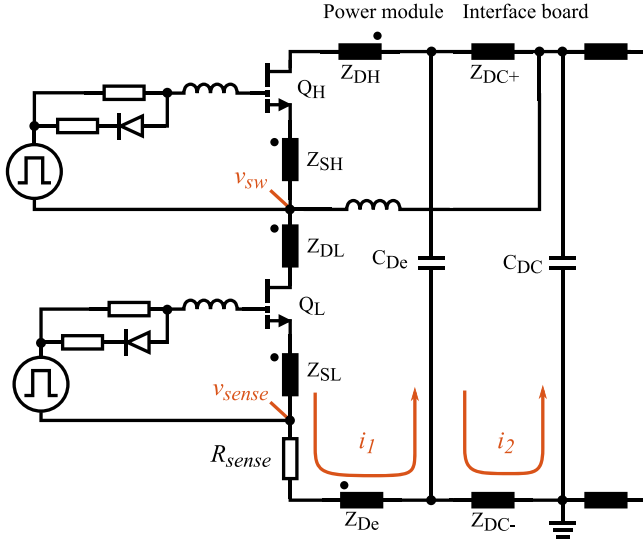 Power module Interface board
Z_DH Z_DC+
Q_H
Z_SH
v_sw
Z_DL
C_De C_DC
Q_L
Z_SL
v_sense
R_sense i_1 i_2
Z_De Z_DC-